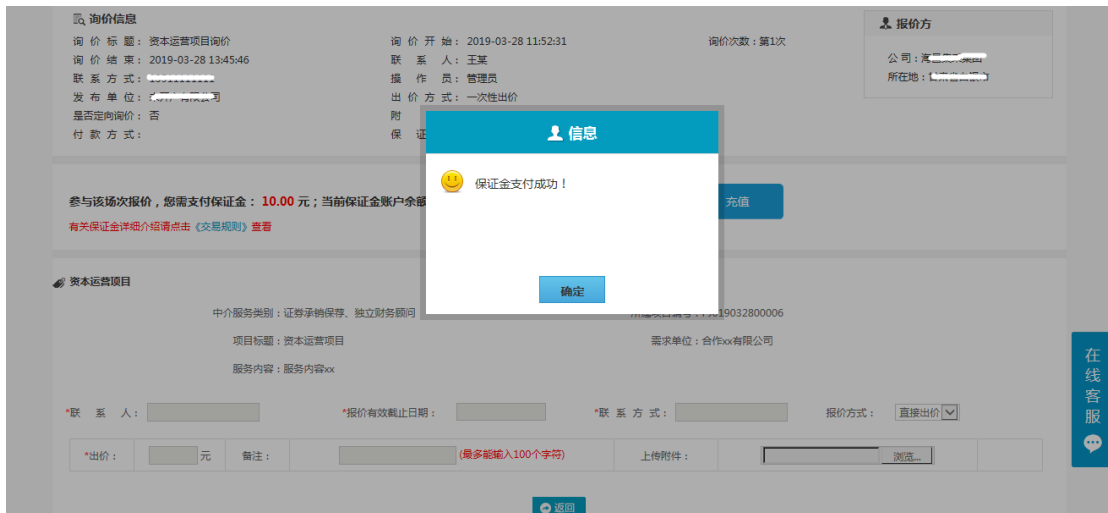 询价信息
询 价 标 题： 资本运营项目询价 询 价 开 始： 2019-03-28 11:52:31 询价次数：第1次
询 价 结 束： 2019-03-28 13:45:46 联 系 人：王某
联 系 方 式： 操 作 员：管理员
发 布 单 位： 出 价 方 式：一次性出价
是否定向询价： 否 附
付 款 方 式： 保 证
报价方
公司：
所在地：
信息
保证金支付成功！
确定
参与该场次报价，您需支付保证金： 10.00 元；当前保证金账户余额
充值
有关保证金详细介绍请点击《交易规则》查看
资本运营项目
中介服务类别：证券承销保荐、独立财务顾问 19032800006
项目标题：资本运营项目 需求单位：合作xx有限公司
服务内容：服务内容xx
*联 系 人： *报价有效截止日期： *联 系 方 式： 报价方式： 直接出价
*出价： 元 备注： (最多能输入100个字符) 上传附件： 浏览...
返回
在线客服